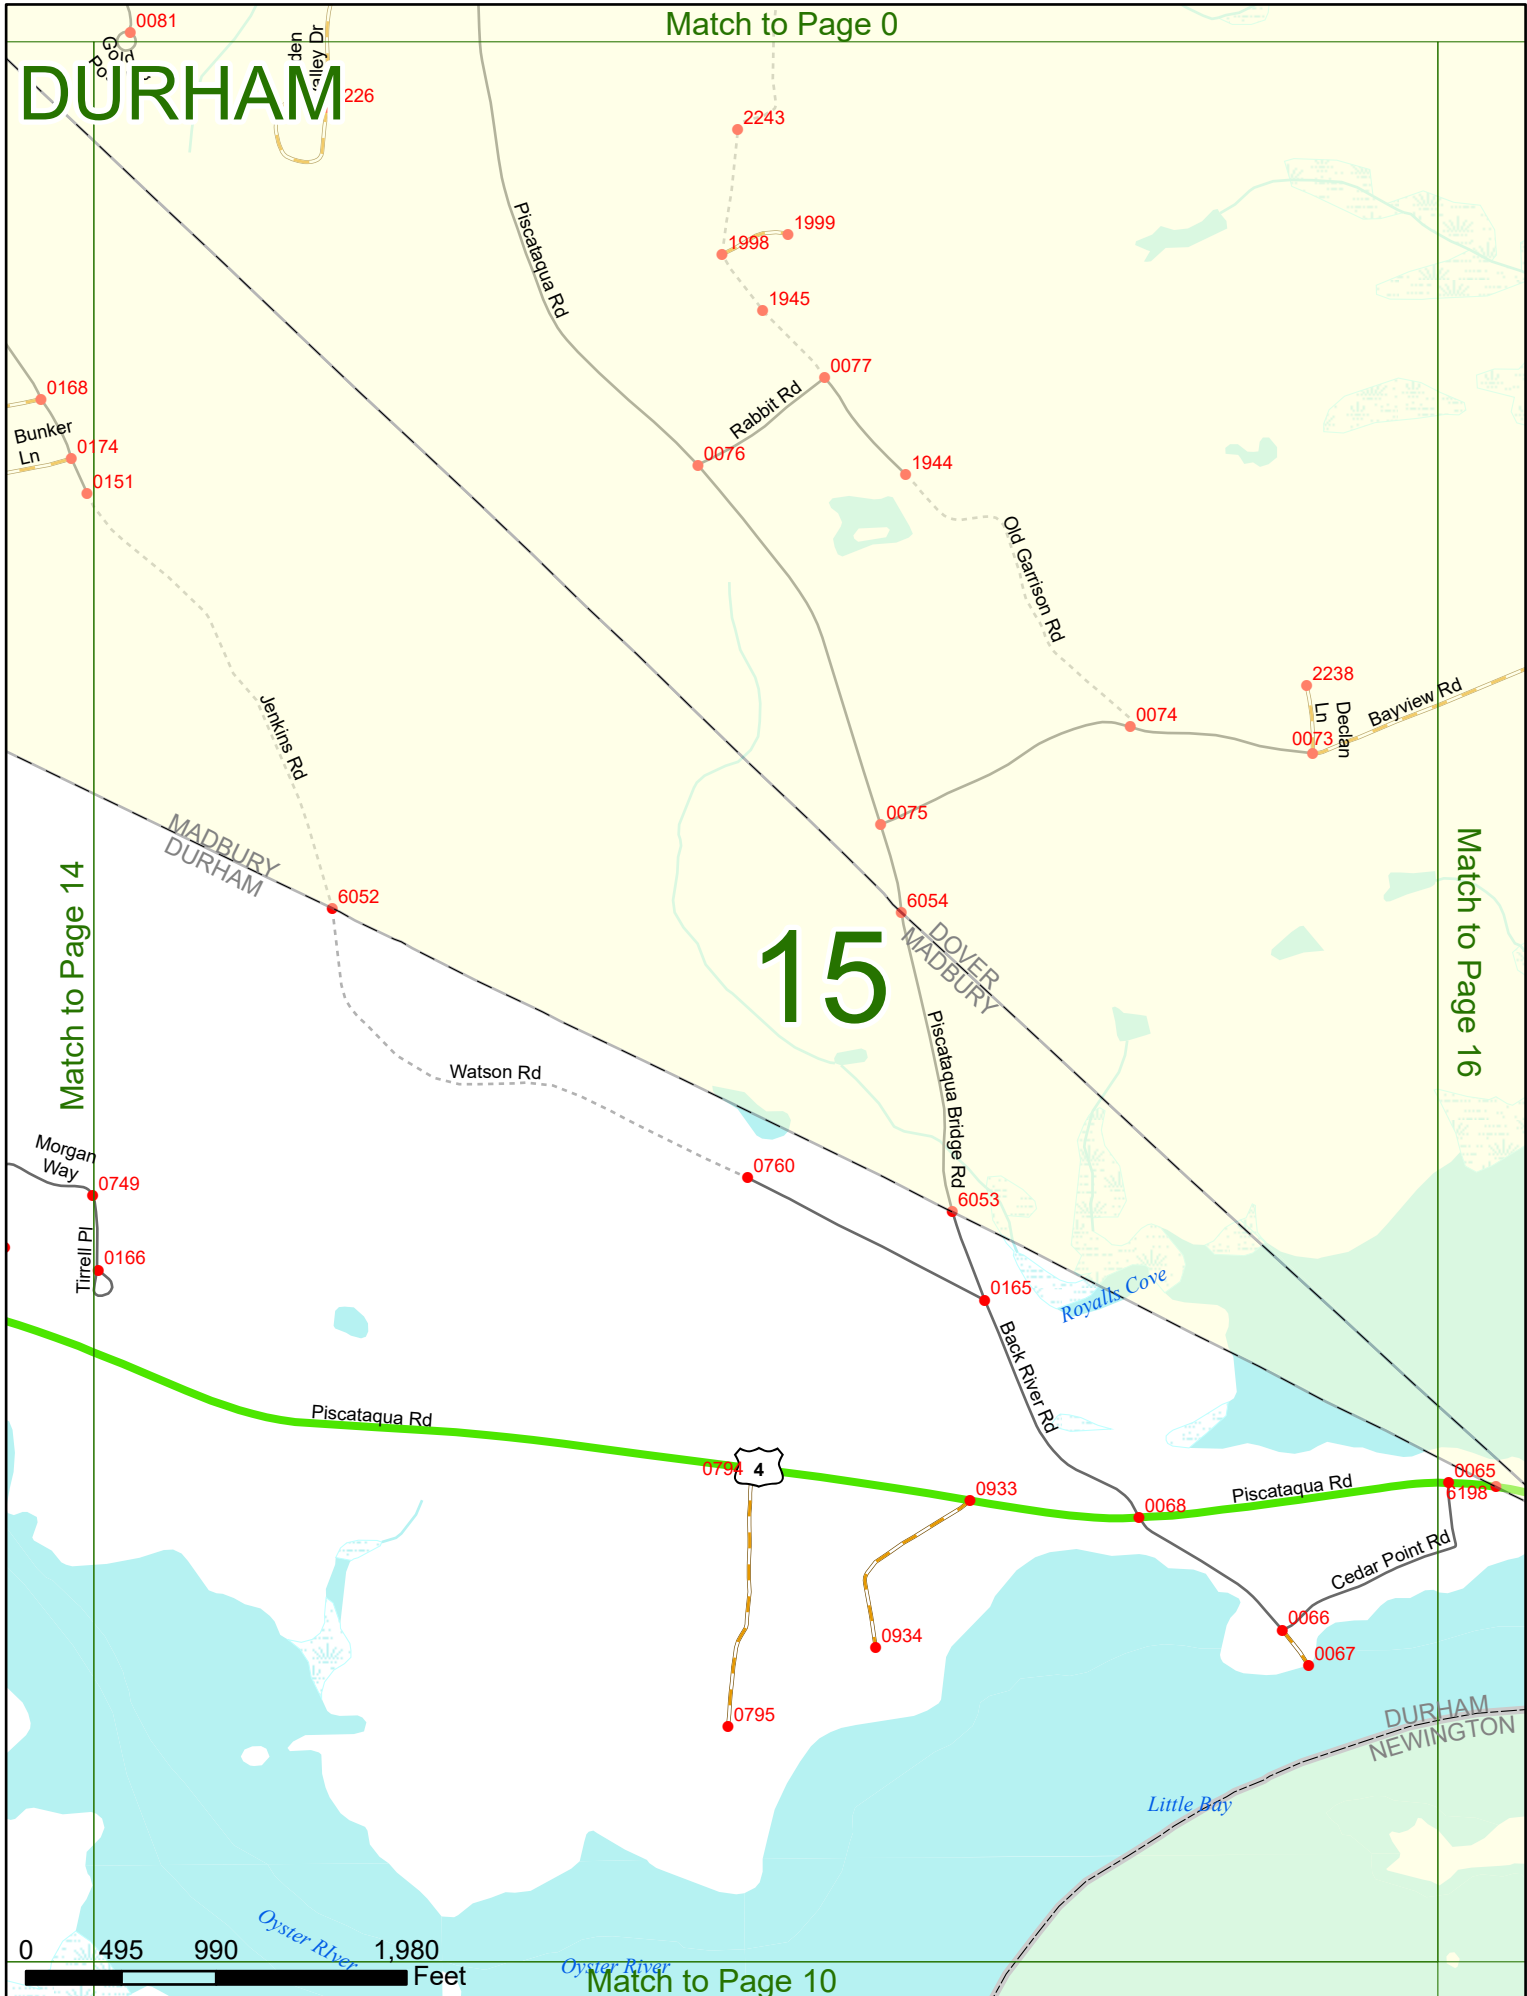 Match to Page 0
0081
DURHAM
alley Dr
226
2243
1999
1998
Piscataqua Rd
1945
0077
Rabbit Rd
0168
Bunker
Ln
0174
0151
0076
1944
Old Garrison Rd
Jenkins Rd
2238
Declan
Ln
Bayview Rd
0074
0073
0075
MADBURY
DURHAM
Match to Page 14
Match to Page 16
6052
6054
DOVER
MADBURY
15
Piscataqua Bridge Rd
Watson Rd
Morgan
Way
0749
0760
6053
Tirrell Pl
0166
0165
Royalls Cove
Back River Rd
Piscataqua Rd
0794
4
0933
0068
Piscataqua Rd
0065
6198
Cedar Point Rd
0066
0067
0934
0795
DURHAM
NEWINGTON
Little Bay
Oyster RIver
Oyster River
0 495 990 1,980
Feet
Match to Page 10